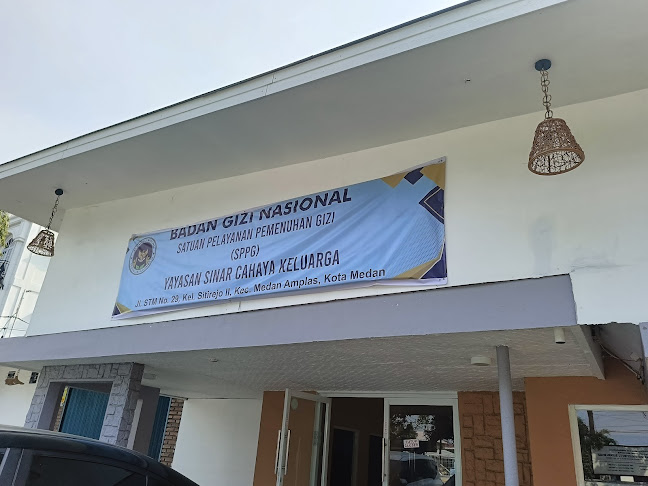 BADAN GIZI NASIONAL
SATUAN PELAYANAN PEMENUHAN GIZI
(SPPG)
YAYASAN SINAR CAHAYA KELUARGA
Jl. STM No. 29, Kel. Sitirejo II, Kec. Medan Amplas, Kota Medan